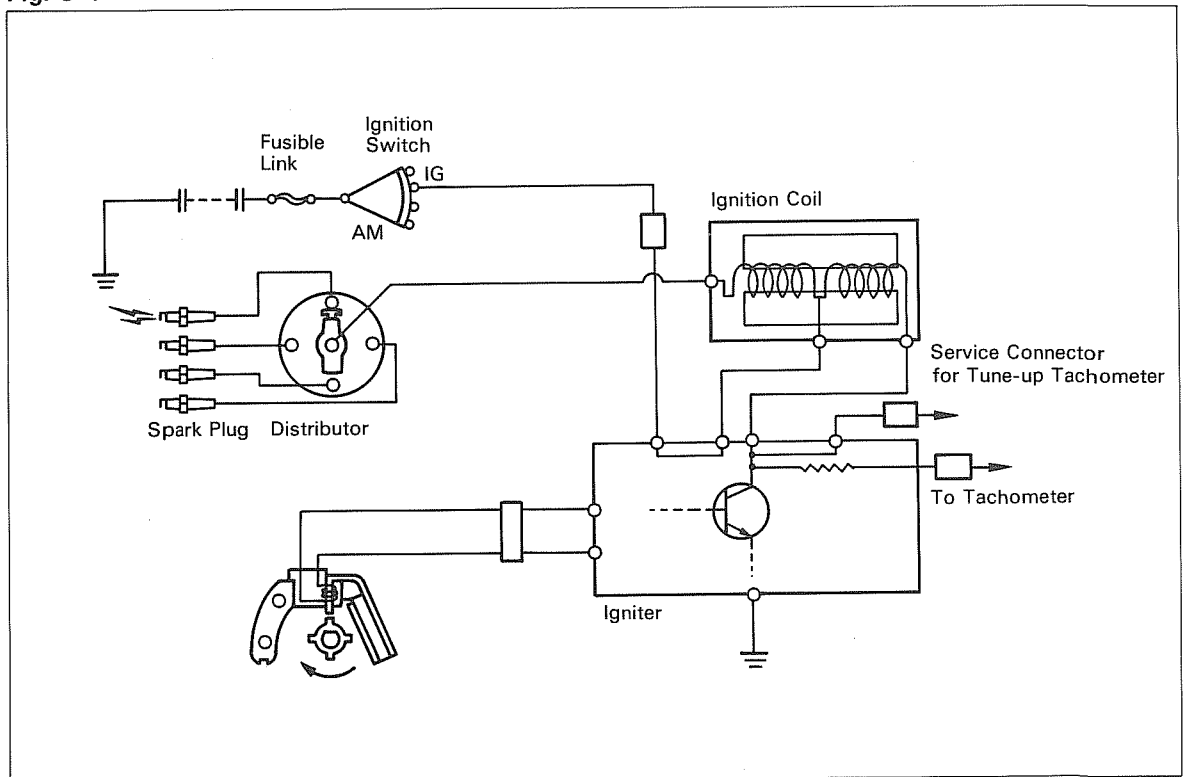 Fusible
Link
Ignition
Switch
IG
AM
Ignition Coil
Service Connector
for Tune-up Tachometer
Spark Plug
Distributor
To Tachometer
Igniter